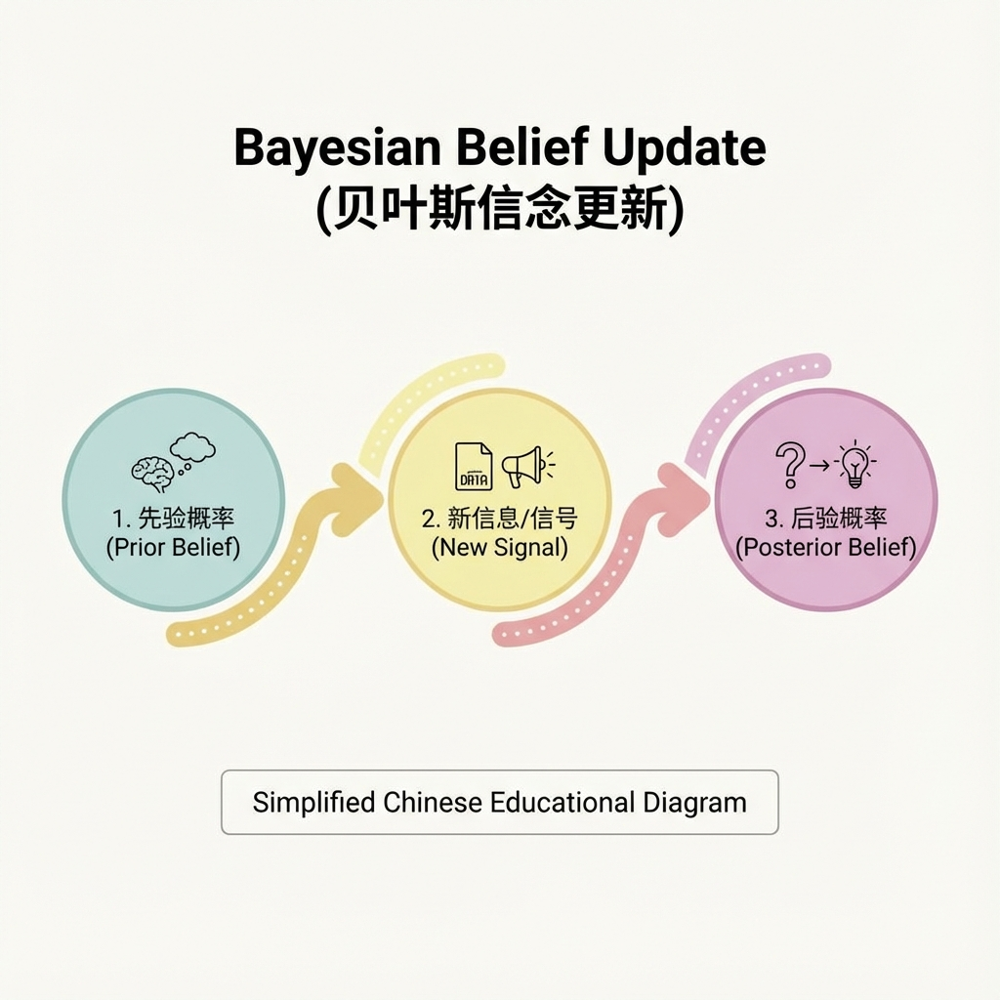 Bayesian Belief Update
(贝叶斯信念更新)
1. 先验概率
(Prior Belief)
DATA
2. 新信息/信号
(New Signal)
3. 后验概率
(Posterior Belief)
Simplified Chinese Educational Diagram